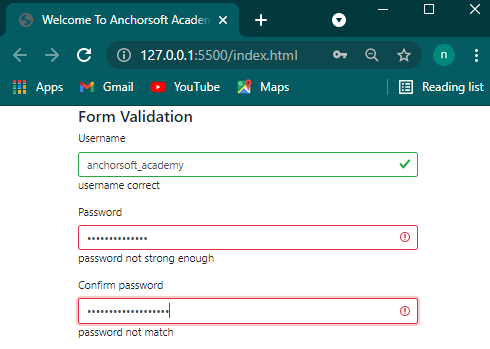 Welcome To Anchorsoft Academ
127.0.0.1:5500/index.html
n
Apps Gmail YouTube Maps Reading list
Form Validation
Username
anchorsoft_academy
username correct
Password
••••••••••••••
password not strong enough
Confirm password
•••••••••••••••••••
password not match